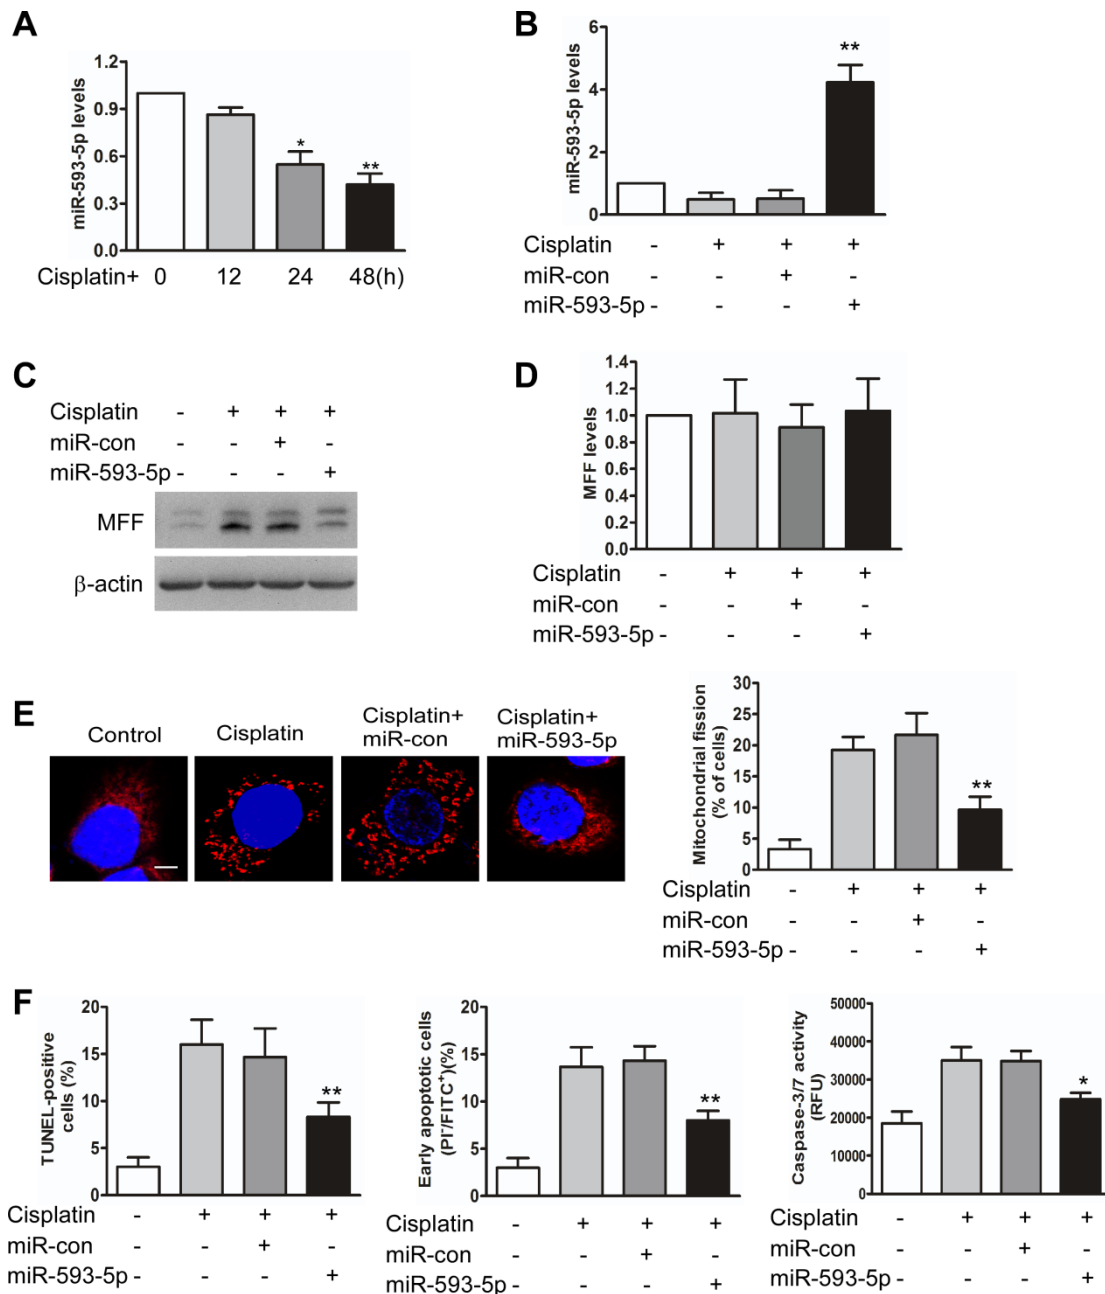 A
miR-593-5p levels
1.2
0.9
0.6
0.3
0.0
*
**
Cisplatin+ 0 12 24 48(h)
B
miR-593-5p levels
6
4
2
0
**
Cisplatin - + + +
miR-con - - + -
miR-593-5p - - - +
C
Cisplatin - + + +
miR-con - - + -
miR-593-5p - - - +
MFF
β-actin
D
MFF levels
1.4
1.2
1.0
0.8
0.6
0.4
0.2
0.0
Cisplatin - + + +
miR-con - - + -
miR-593-5p - - - +
E
Control
Cisplatin
Cisplatin+
miR-con
Cisplatin+
miR-593-5p
Mitochondrial fission
(% of cells)
30
25
20
15
10
5
0
**
Cisplatin - + + +
miR-con - - + -
miR-593-5p - - - +
F
TUNEL-positive
cells (%)
20
15
10
5
0
**
Cisplatin - + + +
miR-con - - + -
miR-593-5p - - - +
Early apoptotic cells
(PI⁻/FITC⁺)(%)
20
15
10
5
0
**
Cisplatin - + + +
miR-con - - + -
miR-593-5p - - - +
Caspase-3/7 activity
(RFU)
50000
40000
30000
20000
10000
0
*
Cisplatin - + + +
miR-con - - + -
miR-593-5p - - - +